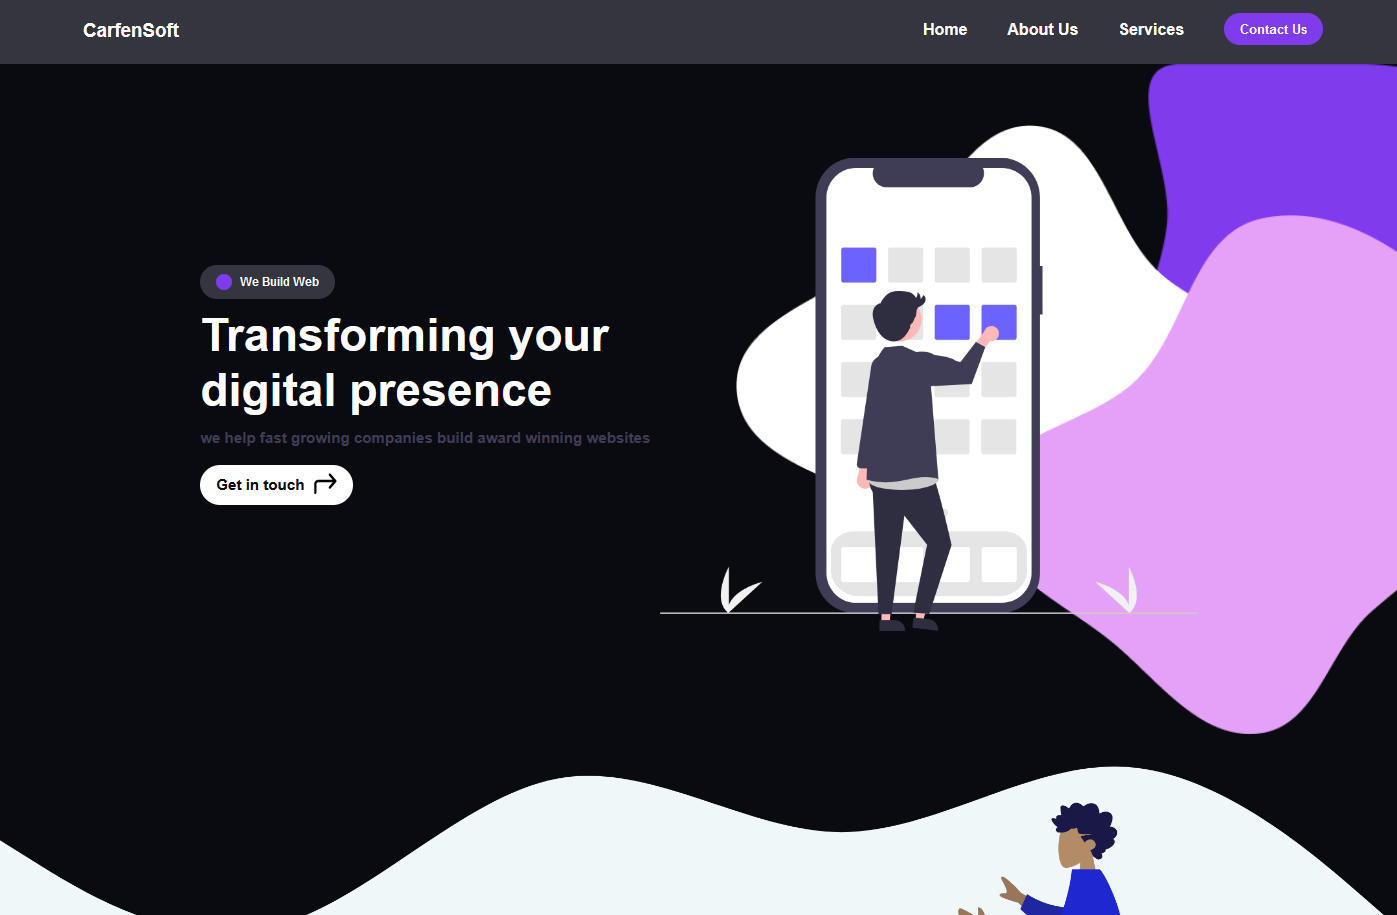 CarfenSoft
Home About Us Services Contact Us
We Build Web
Transforming your
digital presence
we help fast growing companies build award winning websites
Get in touch